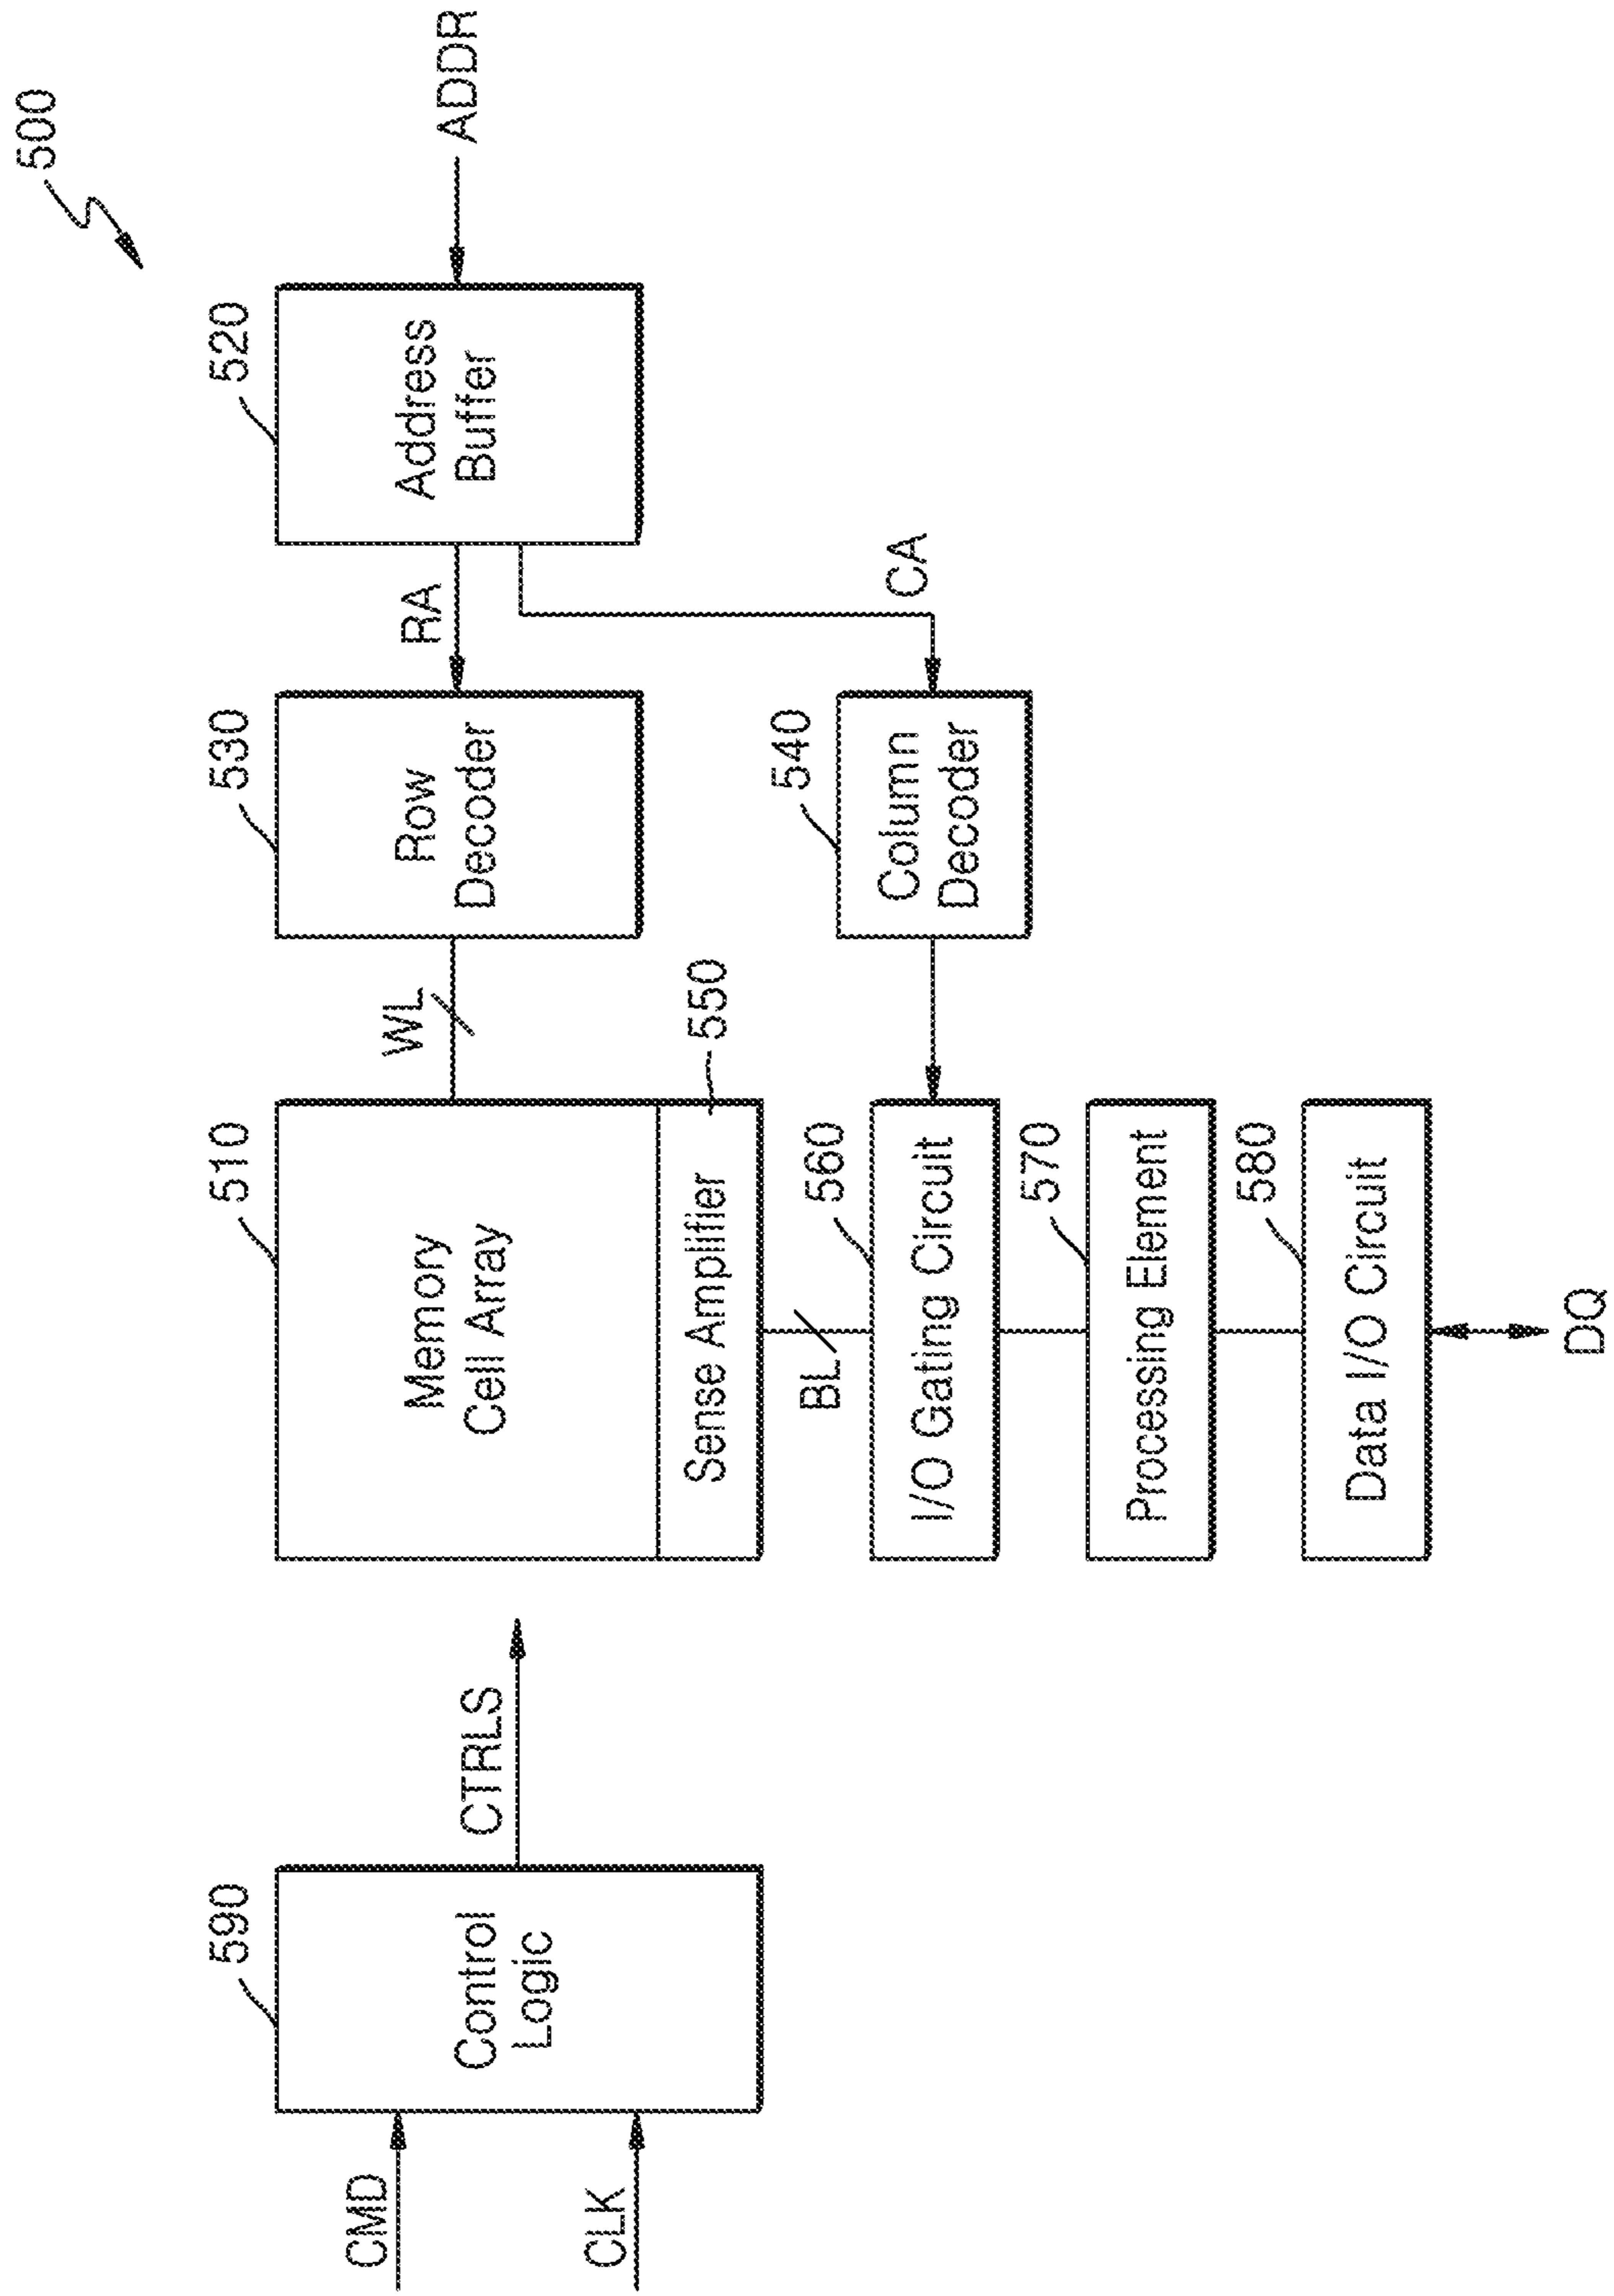 500
590
510
530
520
CMD
CLK
Control
Logic
CTRLS
Memory
Cell Array
WL
Row
Decoder
RA
Address
Buffer
ADDR
Sense Amplifier
550
BL
560
I/O Gating Circuit
540
Column
Decoder
CA
570
Processing Element
580
Data I/O Circuit
DQ